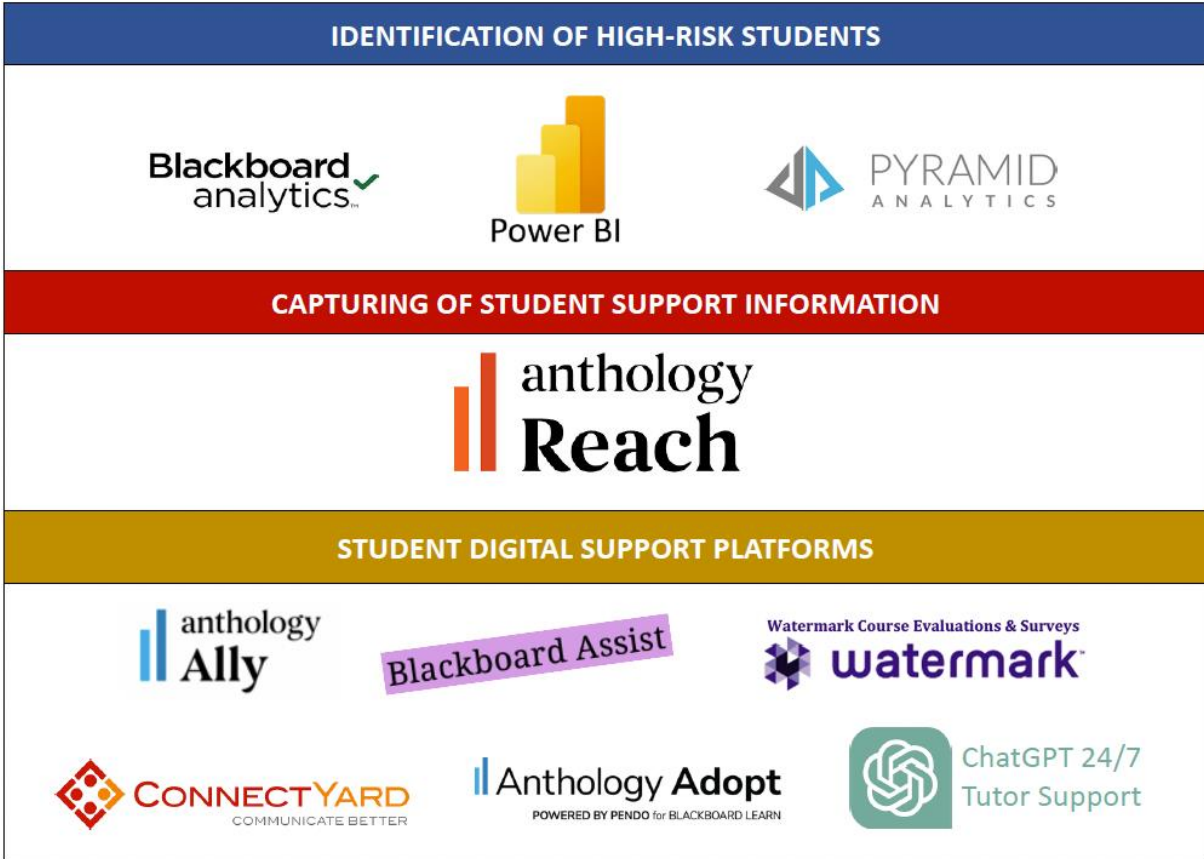 IDENTIFICATION OF HIGH-RISK STUDENTS
Blackboard
analytics™
Power BI
PYRAMID
ANALYTICS
CAPTURING OF STUDENT SUPPORT INFORMATION
anthology
Reach
STUDENT DIGITAL SUPPORT PLATFORMS
anthology
Ally
Blackboard Assist
Watermark Course Evaluations & Surveys
watermark™
CONNECTYARD
COMMUNICATE BETTER
Anthology Adopt
POWERED BY PENDO for BLACKBOARD LEARN
ChatGPT 24/7
Tutor Support